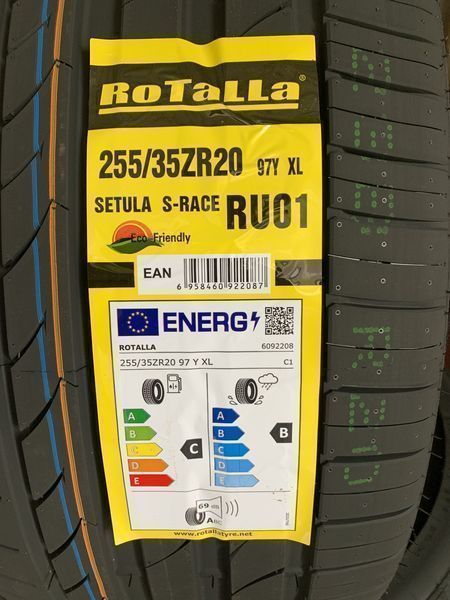 RoTaLLa®
255/35ZR20 97Y XL
SETULA S-RACE RU01
Eco-Friendly
EAN
6 958460 922087
ENERG
ROTALLA 6092208
255/35ZR20 97 Y XL C1
A A
B B B
C C C
D D
E E
69 dB
ABC
www.rotallatyre.net